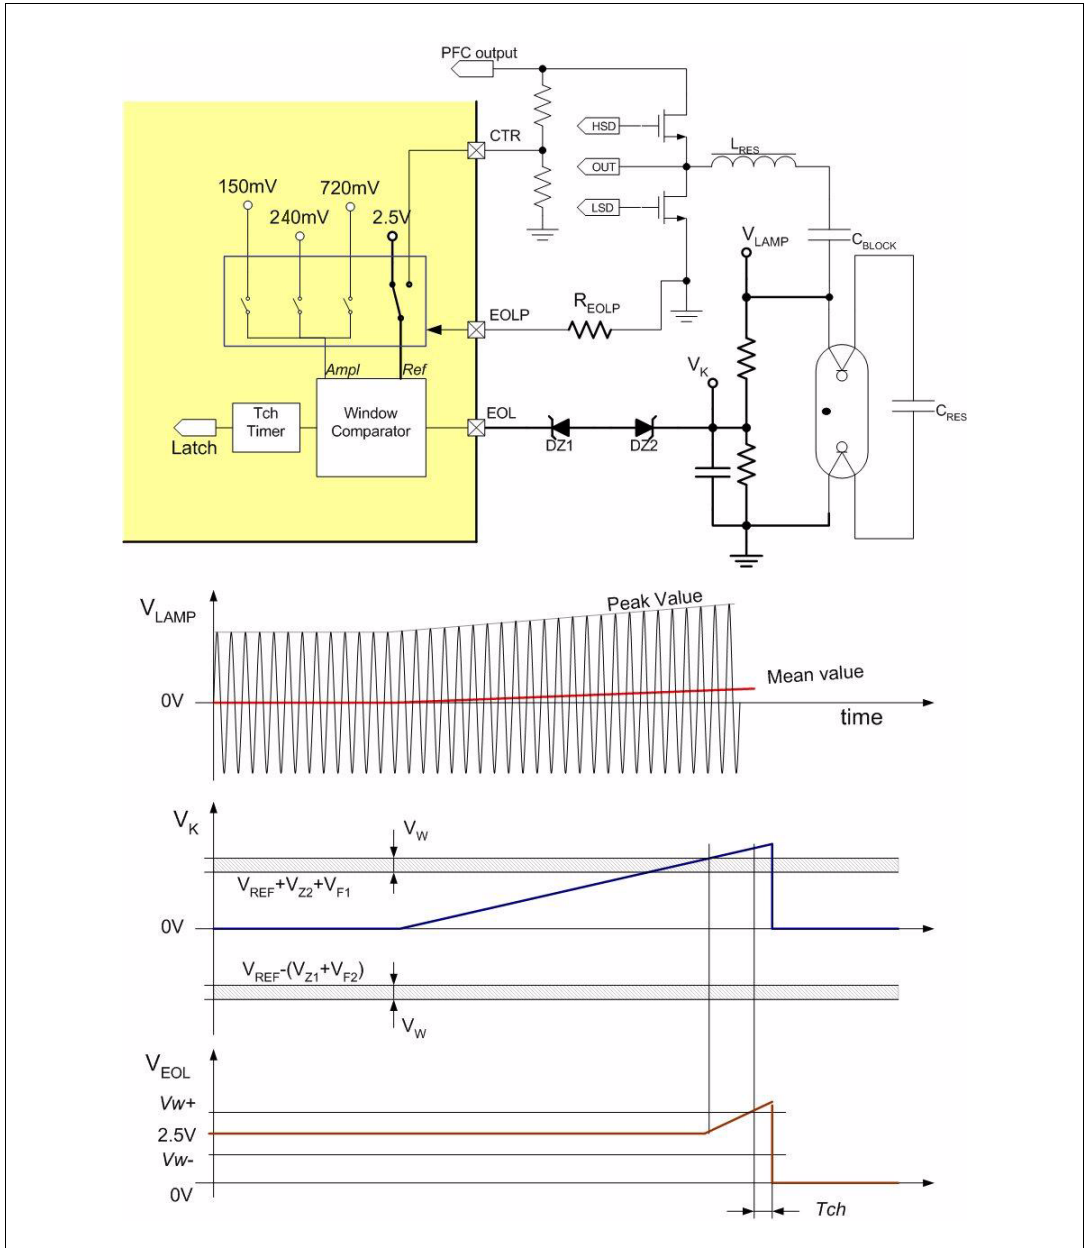 PFC output
CTR
HSD
OUT
LSD
LRES
150mV
720mV
240mV
2.5V
VLAMP
CBLOCK
EOLP
REOLP
Ampl
Ref
VK
CRES
Tch
Timer
Window
Comparator
EOL
Latch
DZ1
DZ2
VLAMP
Peak Value
Mean value
0V
time
VK
VW
VREF+VZ2+VF1
0V
VREF-(VZ1+VF2)
VW
VEOL
Vw+
2.5V
Vw-
0V
Tch